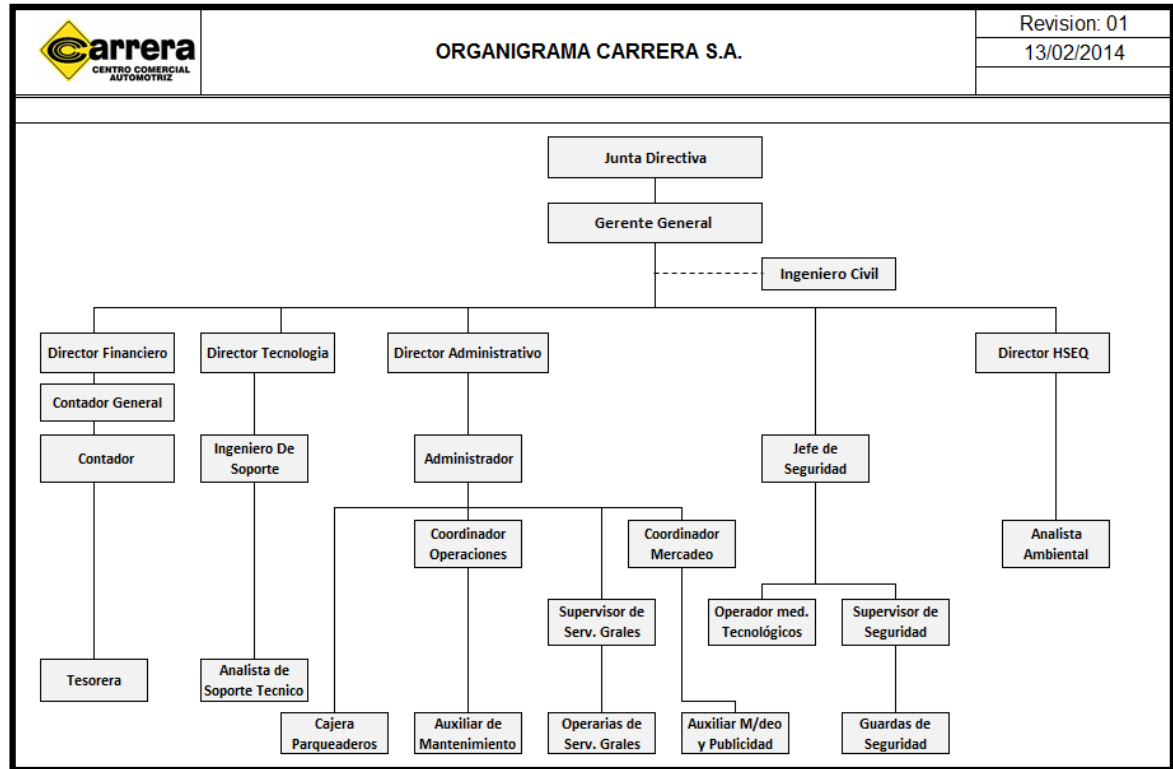 Carrera
CENTRO COMERCIAL
AUTOMOTRIZ
ORGANIGRAMA CARRERA S.A.
Revision: 01
13/02/2014
Junta Directiva
Gerente General
Ingeniero Civil
Director Financiero
Director Tecnologia
Director Administrativo
Director HSEQ
Contador General
Contador
Ingeniero De
Soporte
Administrador
Jefe de
Seguridad
Coordinador
Operaciones
Coordinador
Mercadeo
Analista
Ambiental
Supervisor de
Serv. Grales
Operador med.
Tecnológicos
Supervisor de
Seguridad
Tesorera
Analista de
Soporte Tecnico
Cajera
Parqueaderos
Auxiliar de
Mantenimiento
Operarias de
Serv. Grales
Auxiliar M/deo
y Publicidad
Guardas de
Seguridad